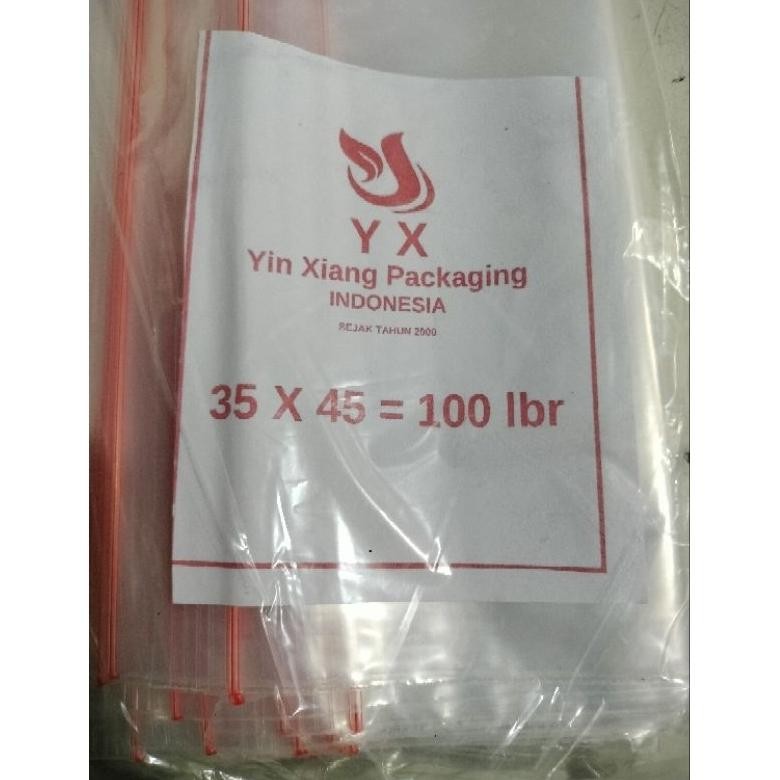 Y X
Yin Xiang Packaging
INDONESIA
SEJAK TAHUN 2000
35 X 45 = 100 lbr